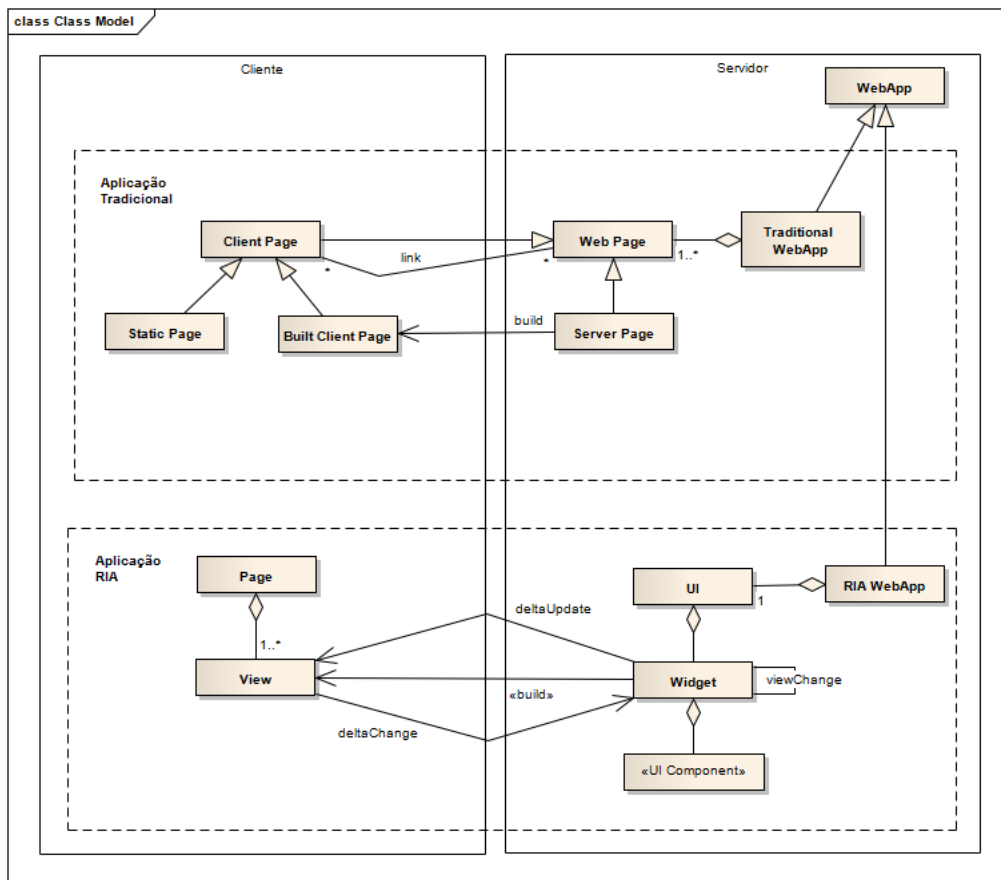 class Class Model
Cliente
Servidor
WebApp
Aplicação
Tradicional
Client Page
link
*
*
Web Page
1..*
Traditional
WebApp
Static Page
Built Client Page
build
Server Page
Aplicação
RIA
Page
1..*
View
deltaUpdate
«build»
deltaChange
UI
1
RIA WebApp
Widget
viewChange
«UI Component»